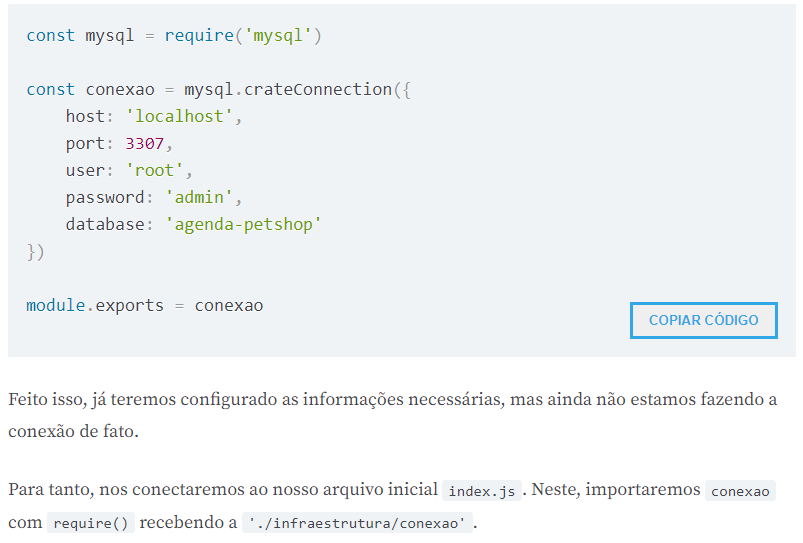 const mysql = require('mysql')
const conexao = mysql.crateConnection({
host: 'localhost',
port: 3307,
user: 'root',
password: 'admin',
database: 'agenda-petshop'
})
module.exports = conexao
COPIAR CÓDIGO
Feito isso, já teremos configurado as informações necessárias, mas ainda não estamos fazendo a
conexão de fato.
Para tanto, nos conectaremos ao nosso arquivo inicial index.js. Neste, importaremos conexao
com require() recebendo a './infraestrutura/conexao'.